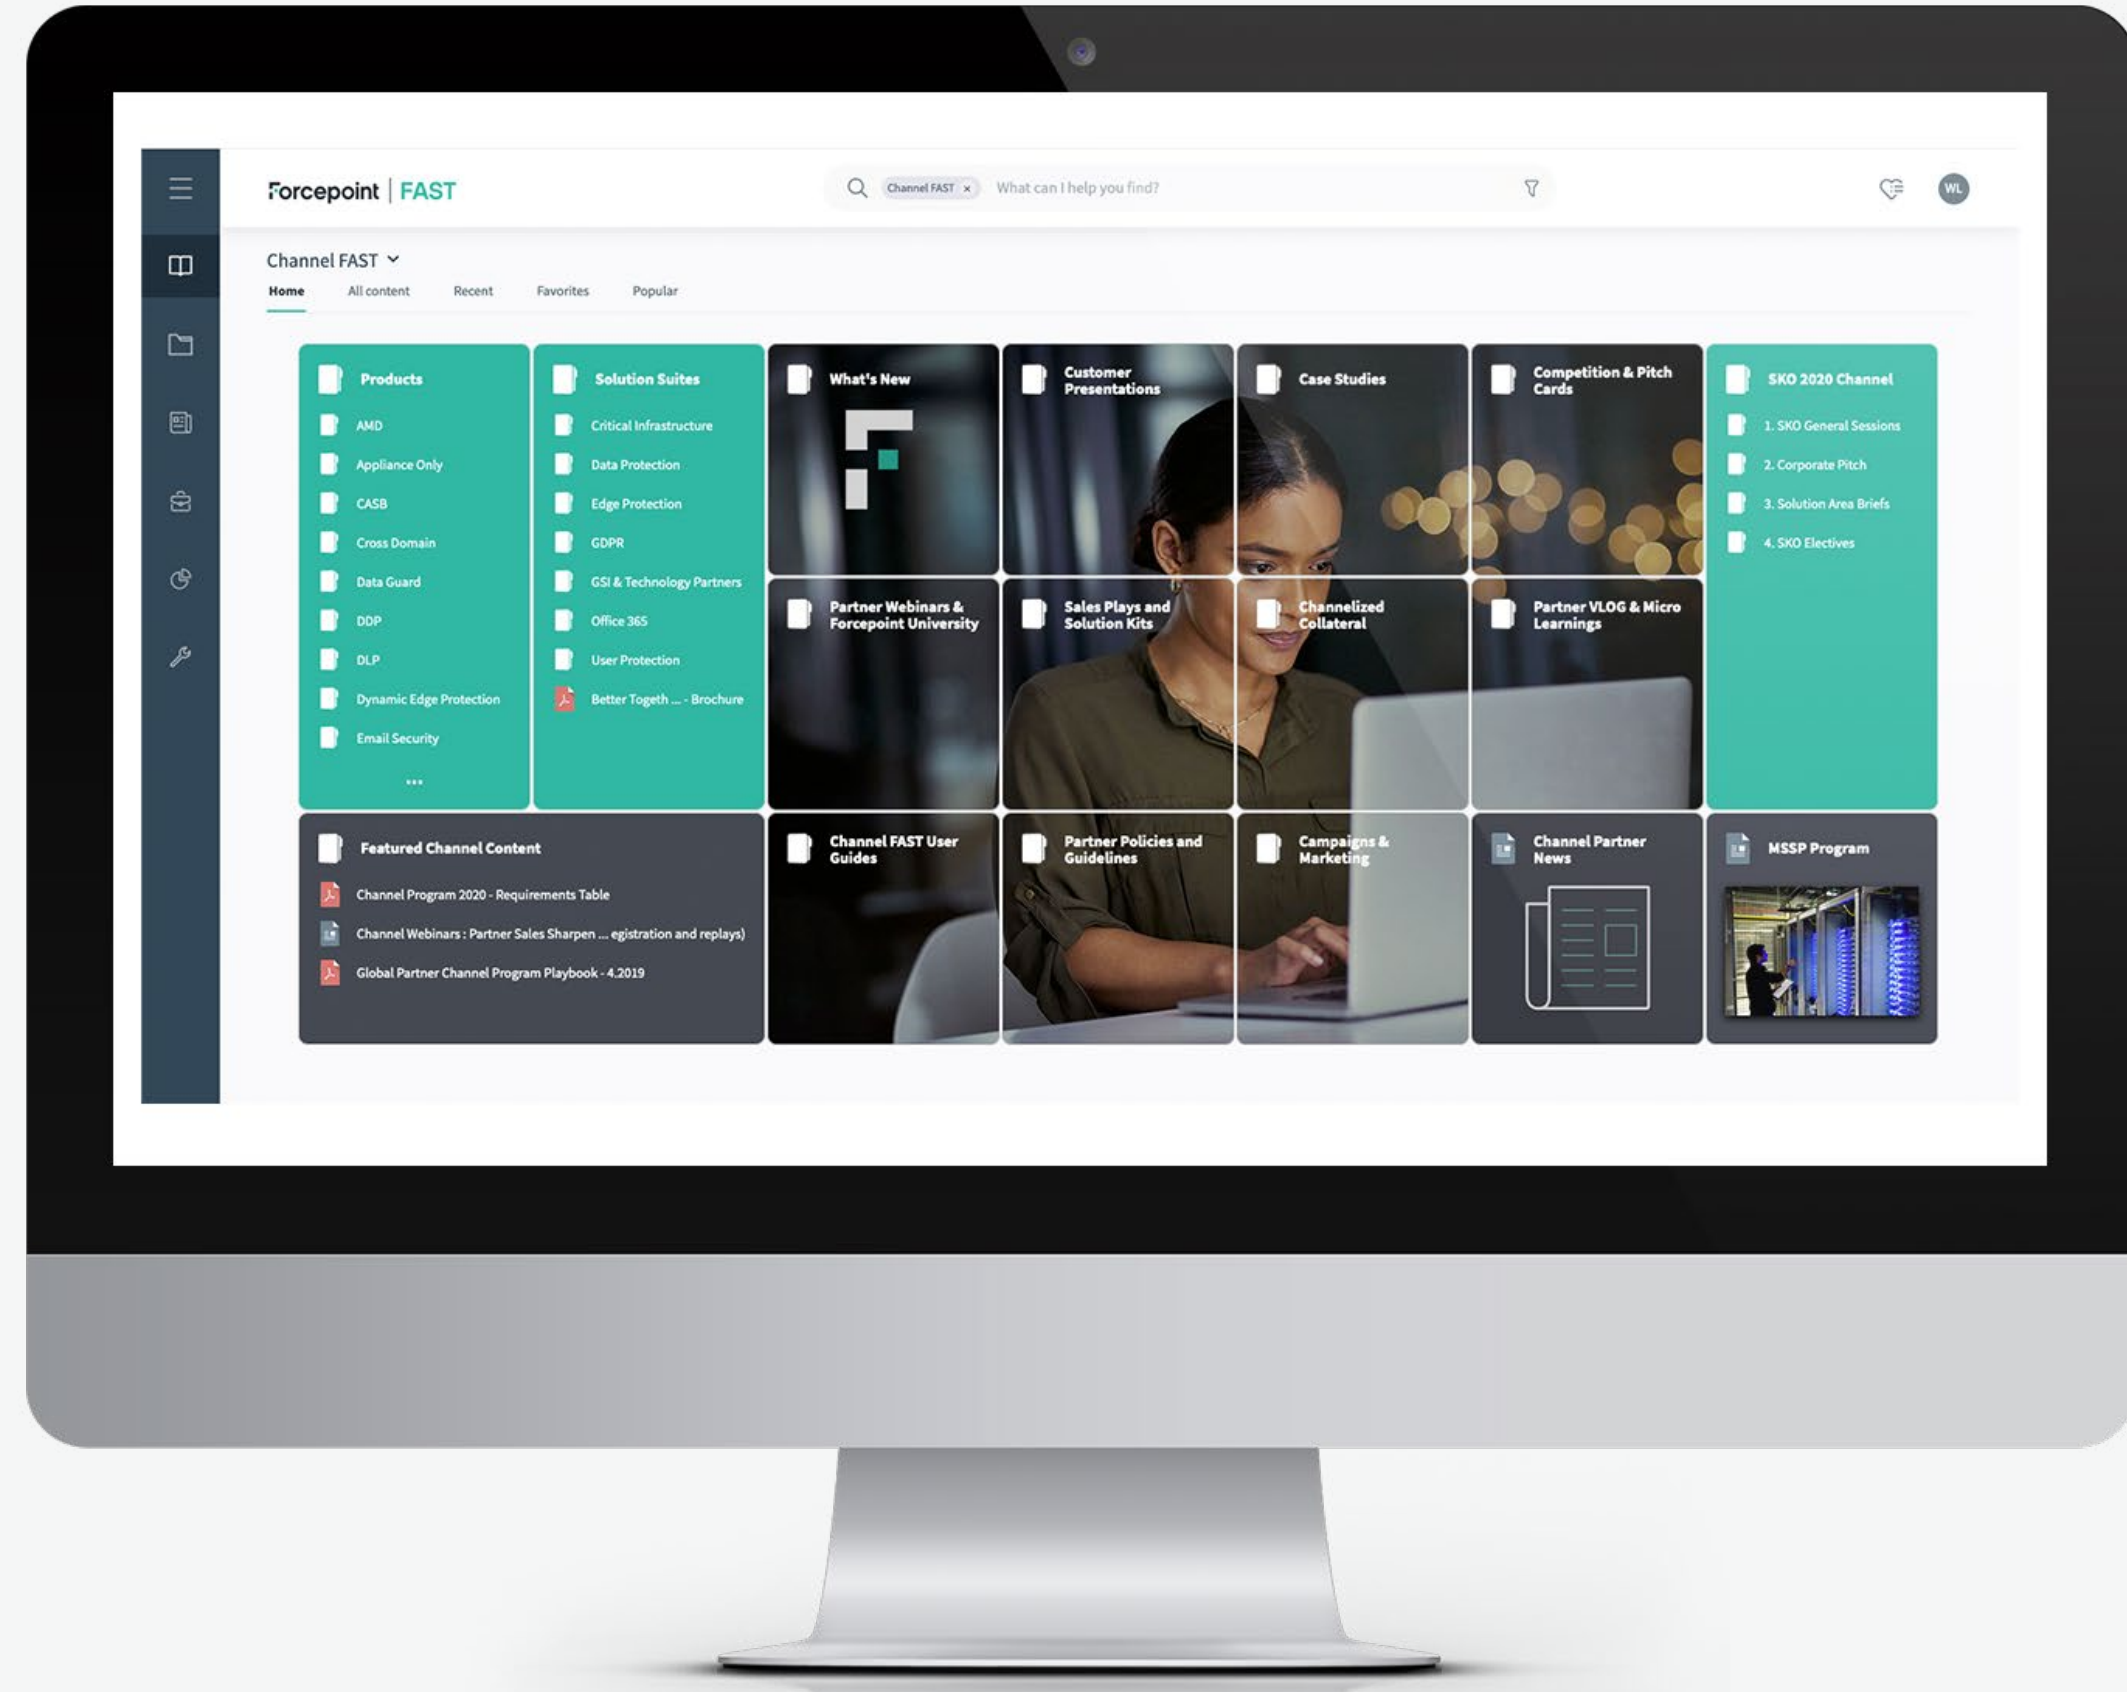 Forcepoint | FAST
Channel FAST x What can I help you find?
WL
Channel FAST
Home All content Recent Favorites Popular
Products
AMD
Appliance Only
CASB
Cross Domain
Data Guard
DDP
DLP
Dynamic Edge Protection
Email Security
...
Solution Suites
Critical Infrastructure
Data Protection
Edge Protection
GDPR
GSI & Technology Partners
Office 365
User Protection
Better Togeth ... - Brochure
What's New
Customer
Presentations
Case Studies
Competition & Pitch
Cards
SKO 2020 Channel
1. SKO General Sessions
2. Corporate Pitch
3. Solution Area Briefs
4. SKO Electives
Partner Webinars &
Forcepoint University
Sales Plays and
Solution Kits
Channelized
Collateral
Partner VLOG & Micro
Learnings
Featured Channel Content
Channel Program 2020 - Requirements Table
Channel Webinars : Partner Sales Sharpen ... egistration and replays)
Global Partner Channel Program Playbook - 4.2019
Channel FAST User
Guides
Partner Policies and
Guidelines
Campaigns &
Marketing
Channel Partner
News
MSSP Program